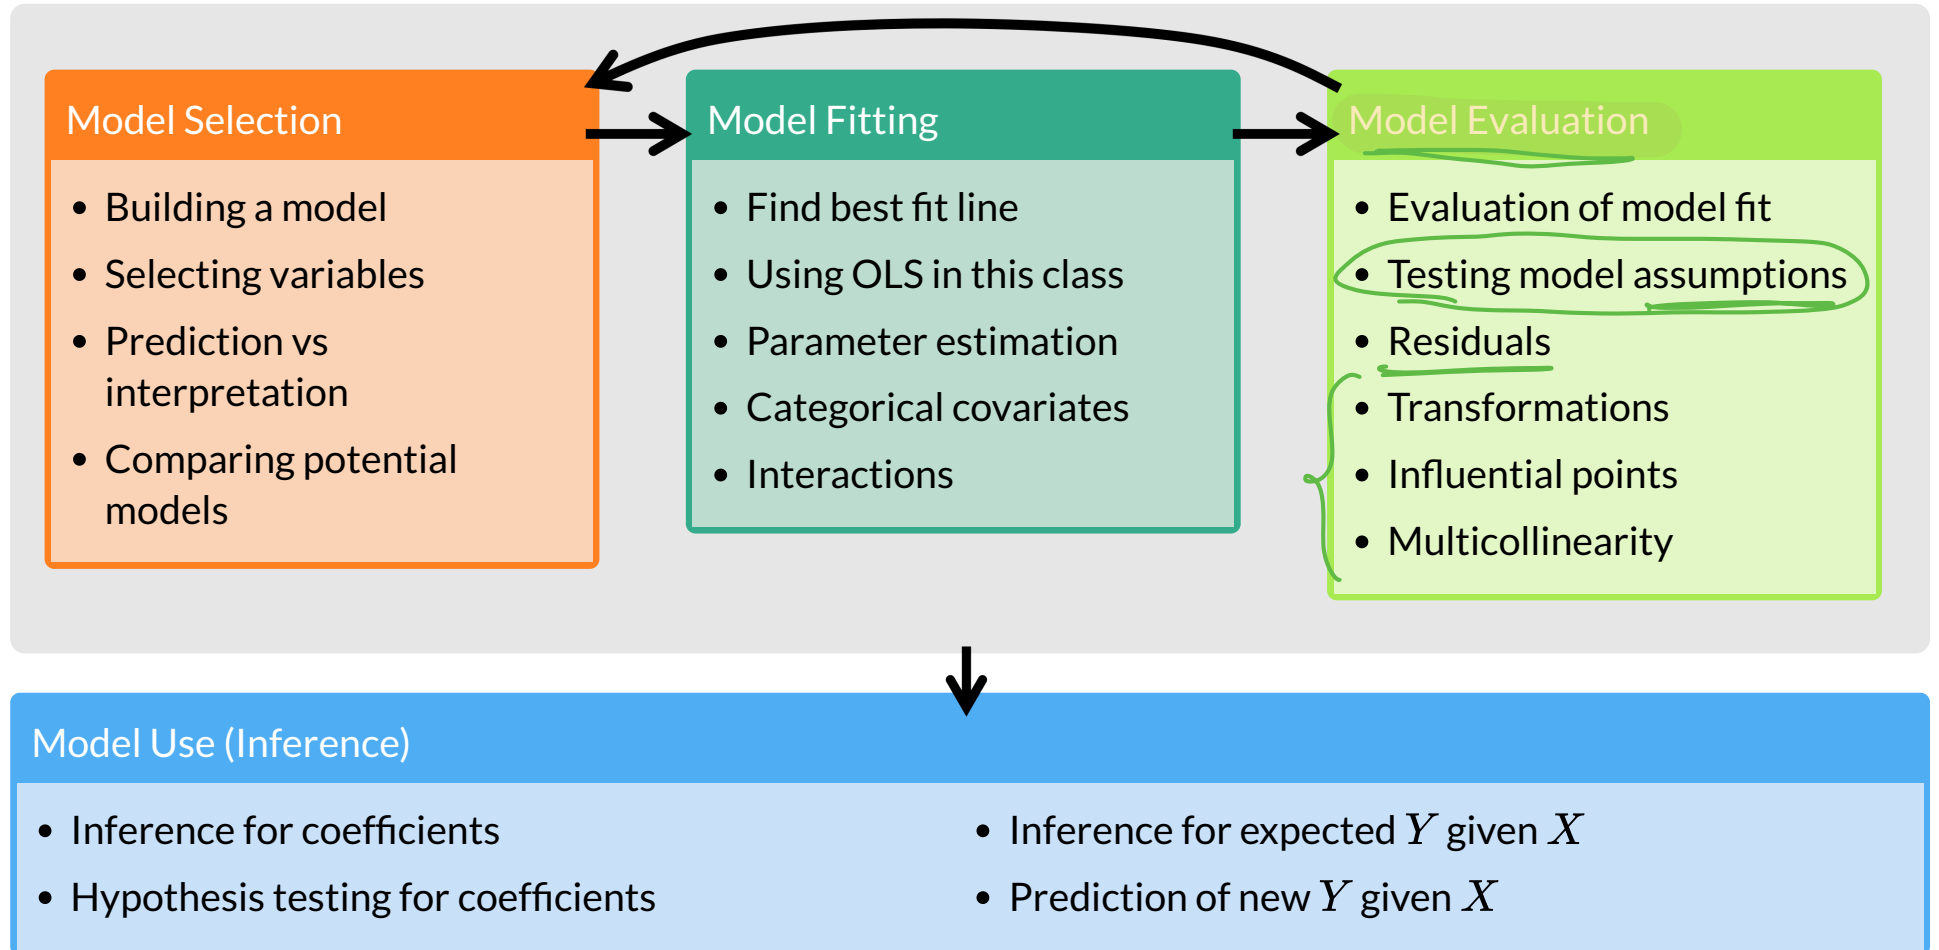 Model Selection
• Building a model
• Selecting variables
• Prediction vs
interpretation
• Comparing potential
models
Model Fitting
• Find best fit line
• Using OLS in this class
• Parameter estimation
• Categorical covariates
• Interactions
Model Evaluation
• Evaluation of model fit
• Testing model assumptions
• Residuals
• Transformations
• Influential points
• Multicollinearity
Model Use (Inference)
• Inference for coefficients
• Hypothesis testing for coefficients
• Inference for expected Y given X
• Prediction of new Y given X